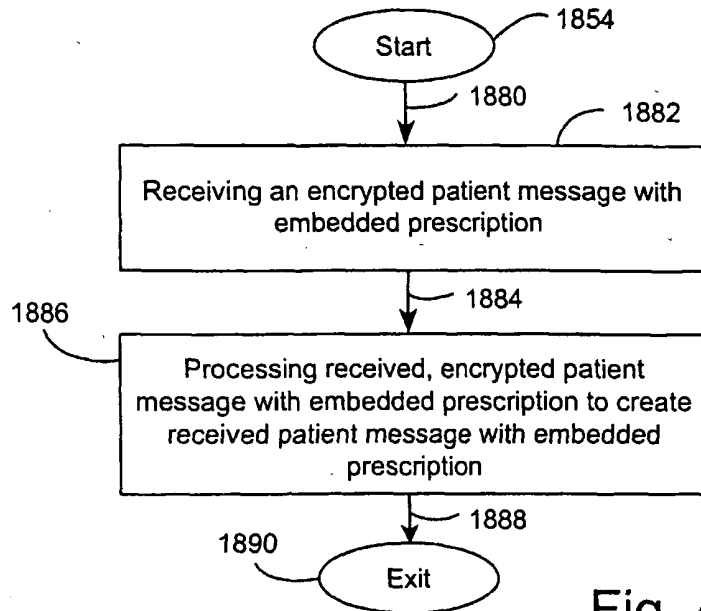 Start
1854
1880
1882
Receiving an encrypted patient message with
embedded prescription
1884
1886
Processing received, encrypted patient
message with embedded prescription to create
received patient message with embedded
prescription
1888
1890
Exit
Fig.